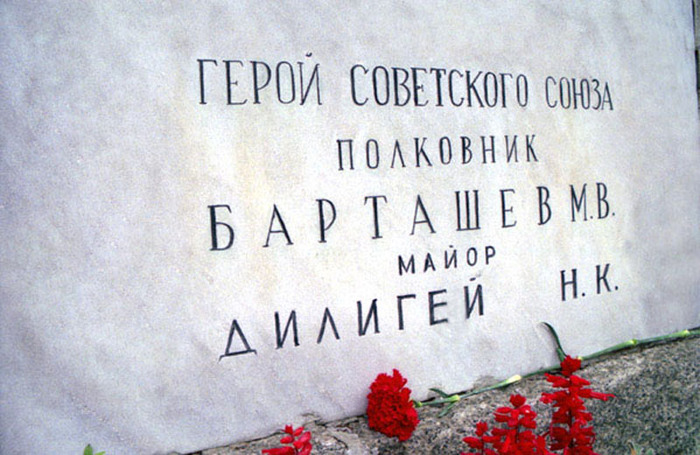 ГЕРОЙ СОВЕТСКОГО СОЮЗА
ПОЛКОВНИК
БАРТАШЕВ М.В.
МАЙОР
ДИЛИГЕЙ Н.К.